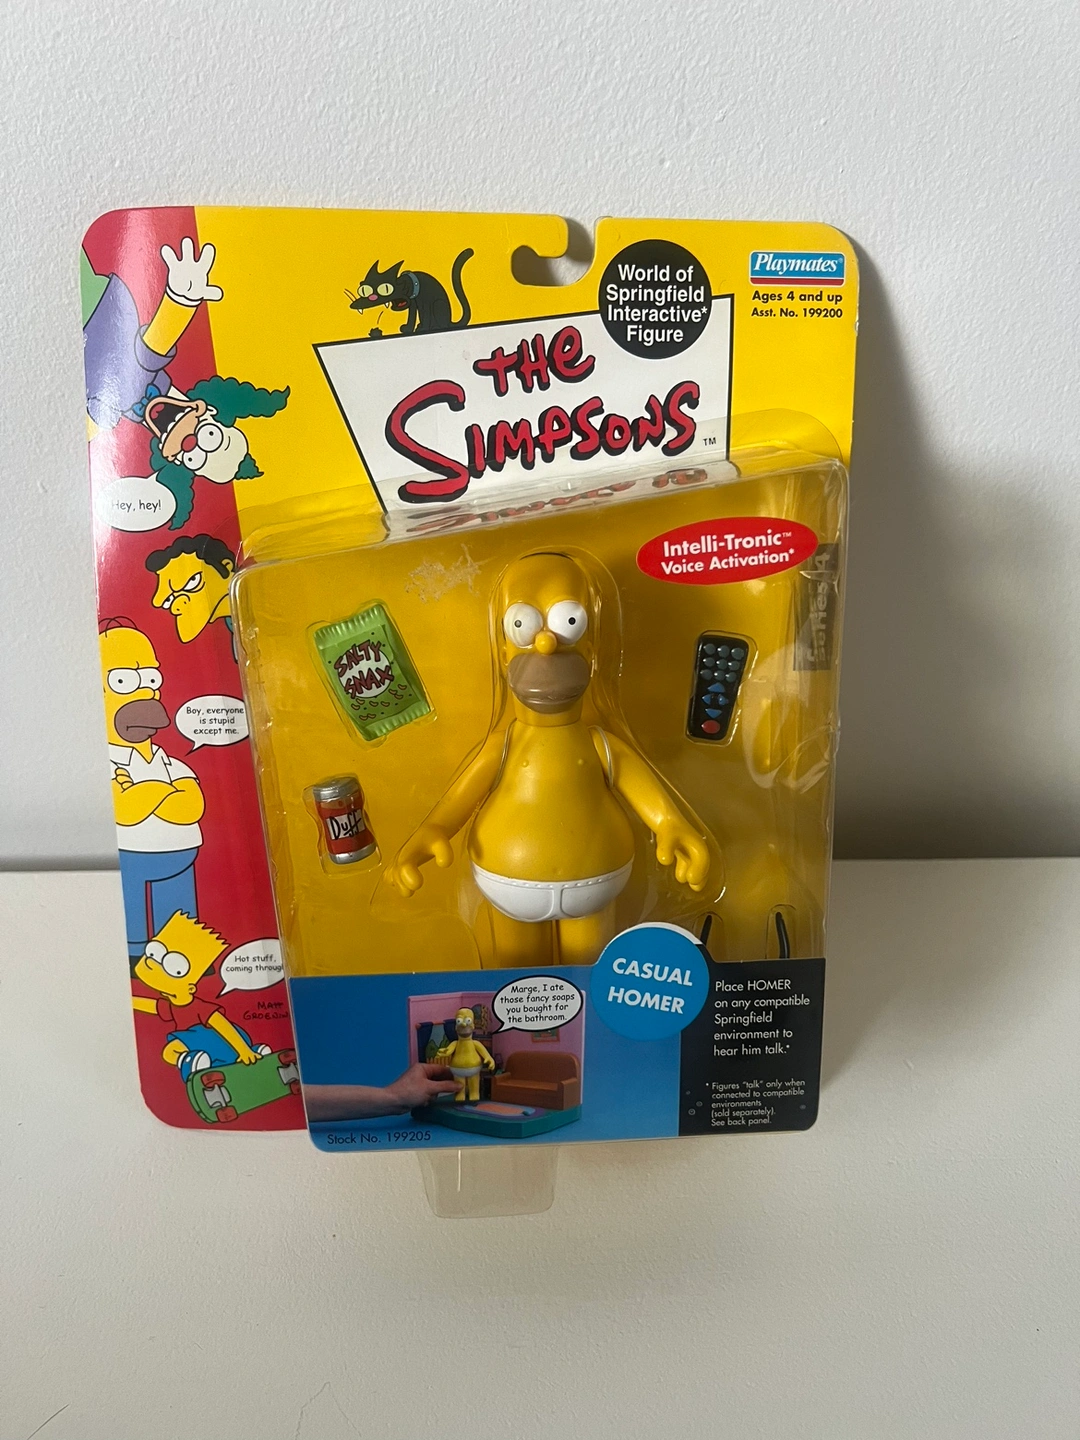 World of
Springfield
Interactive*
Figure
Playmates®
Ages 4 and up
Asst. No. 199200
THE
SIMPSONS
TM
Hey, hey!
Intelli-Tronic™
Voice Activation*
SALTY
SNAX
Boy, everyone
is stupid
except me.
Duff
Hot stuff,
coming through
MATT
GROENING
CASUAL
HOMER
Marge, I ate
those fancy soaps
you bought for
the bathroom.
Place HOMER
on any compatible
Springfield
environment to
hear him talk.*
* Figures "talk" only when
connected to compatible
environments
(sold separately).
See back panel.
Stock No. 199205